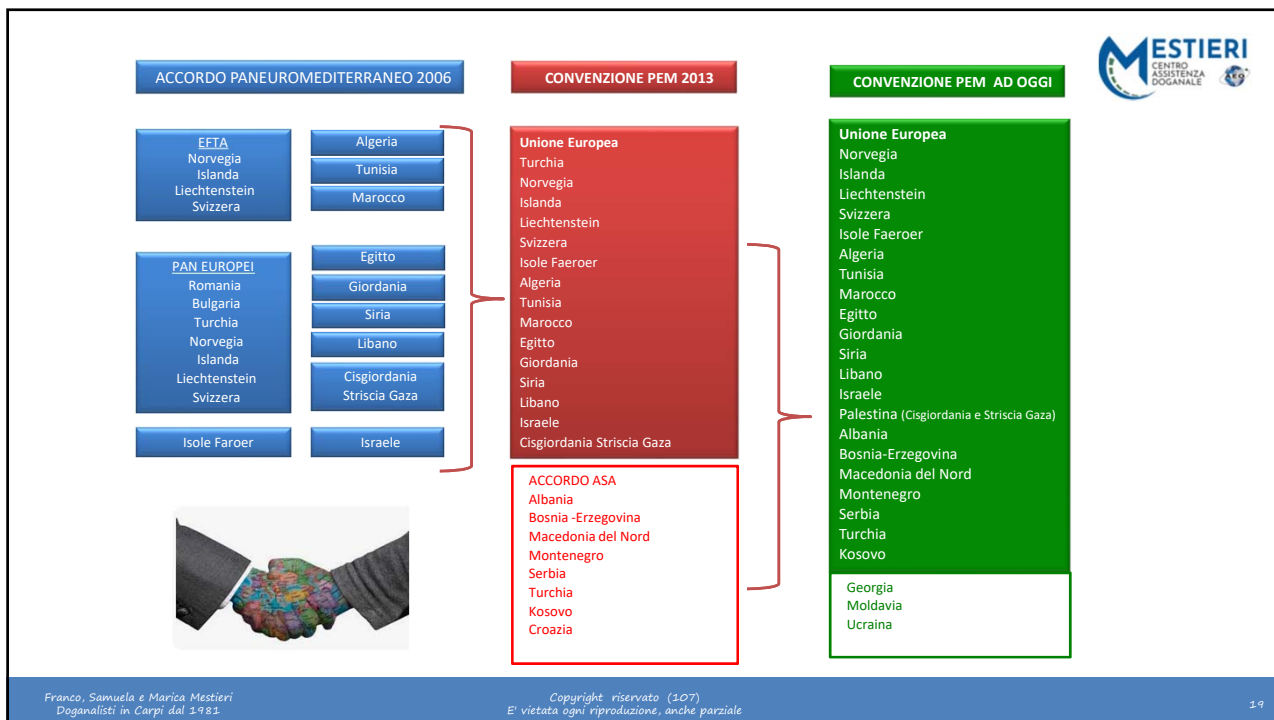 MESTIERI
CENTRO
ASSISTENZA
DOGANALE
AEO
ACCORDO PANEUROMEDITERRANEO 2006
EFTA
Norvegia
Islanda
Liechtenstein
Svizzera
Algeria
Tunisia
Marocco
PAN EUROPEI
Romania
Bulgaria
Turchia
Norvegia
Islanda
Liechtenstein
Svizzera
Egitto
Giordania
Siria
Libano
Cisgiordania
Striscia Gaza
Isole Faroer
Israele
CONVENZIONE PEM 2013
Unione Europea
Turchia
Norvegia
Islanda
Liechtenstein
Svizzera
Isole Faeroer
Algeria
Tunisia
Marocco
Egitto
Giordania
Siria
Libano
Israele
Cisgiordania Striscia Gaza
ACCORDO ASA
Albania
Bosnia -Erzegovina
Macedonia del Nord
Montenegro
Serbia
Turchia
Kosovo
Croazia
CONVENZIONE PEM AD OGGI
Unione Europea
Norvegia
Islanda
Liechtenstein
Svizzera
Isole Faeroer
Algeria
Tunisia
Marocco
Egitto
Giordania
Siria
Libano
Israele
Palestina (Cisgiordania e Striscia Gaza)
Albania
Bosnia-Erzegovina
Macedonia del Nord
Montenegro
Serbia
Turchia
Kosovo
Georgia
Moldavia
Ucraina
Franco, Samuela e Marica Mestieri
Doganalisti in Carpi dal 1981
Copyright riservato (107)
E' vietata ogni riproduzione, anche parziale
19